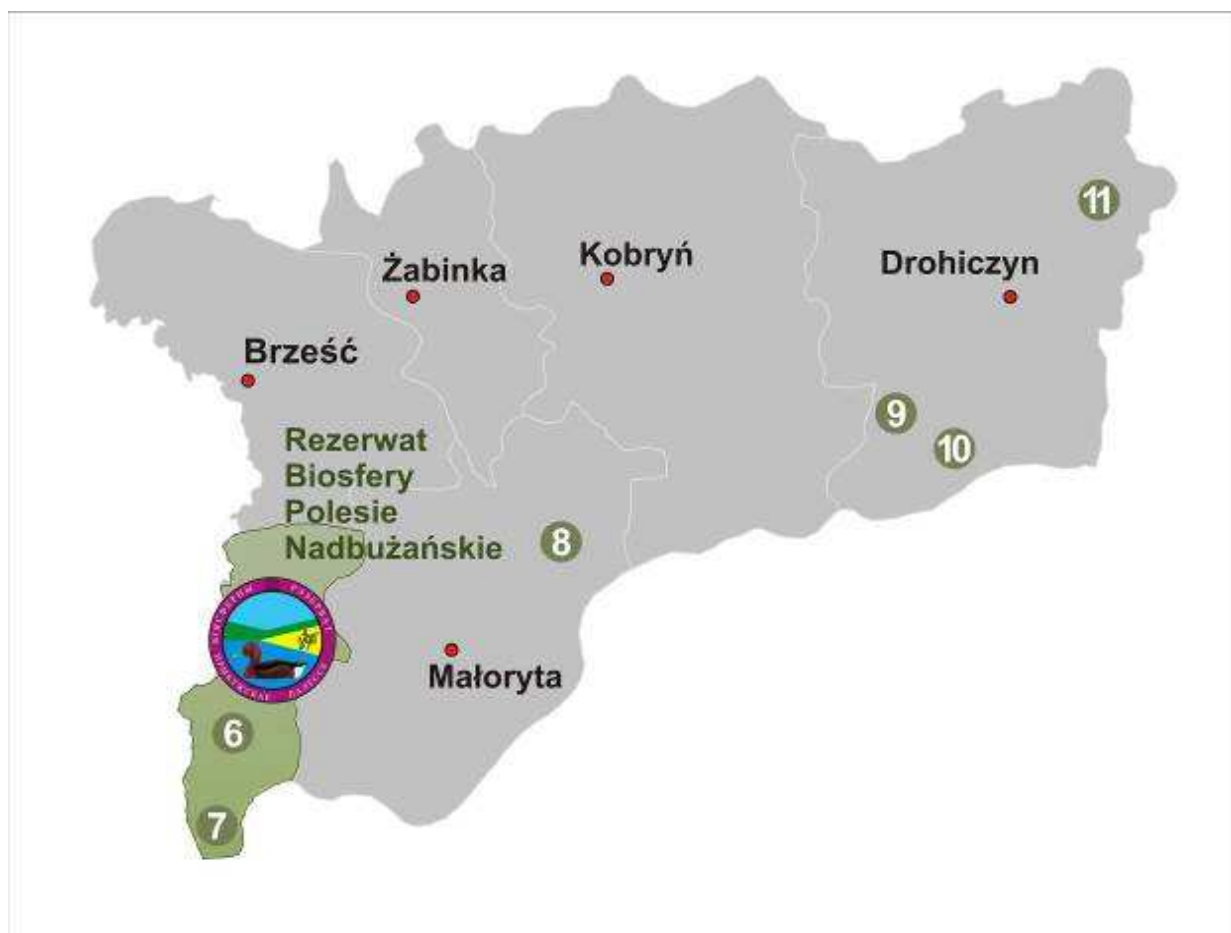 11
Kobryń
Drohiczyn
Żabinka
Brześć
9
Rezerwat
Biosfery
Polesie
Nadbużańskie
10
8
Małoryta
6
7